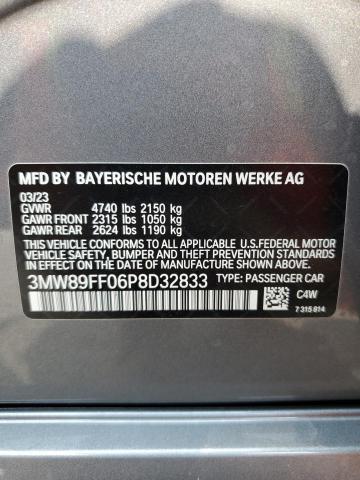 MFD BY BAYERISCHE MOTOREN WERKE AG
03/23
GVWR 4740 lbs 2150 kg
GAWR FRONT 2315 lbs 1050 kg
GAWR REAR 2624 lbs 1190 kg
THIS VEHICLE CONFORMS TO ALL APPLICABLE U.S.FEDERAL MOTOR
VEHICLE SAFETY, BUMPER AND THEFT PREVENTION STANDARDS
IN EFFECT ON THE DATE OF MANUFACTURE SHOWN ABOVE.
3MW89FF06P8D32833 TYPE: PASSENGER CAR
C4W
7 315 814